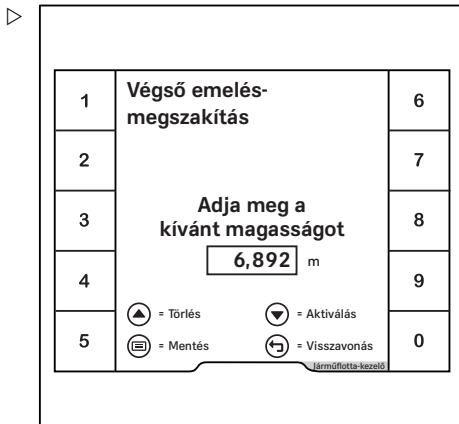 Végső emelés-
megszakítás
1
2
3
4
5
6
7
8
9
0
Adja meg a
kívánt magasságot
6,892 m
= Törlés
= Aktiválás
= Mentés
= Visszavonás
Járműflotta-kezelő